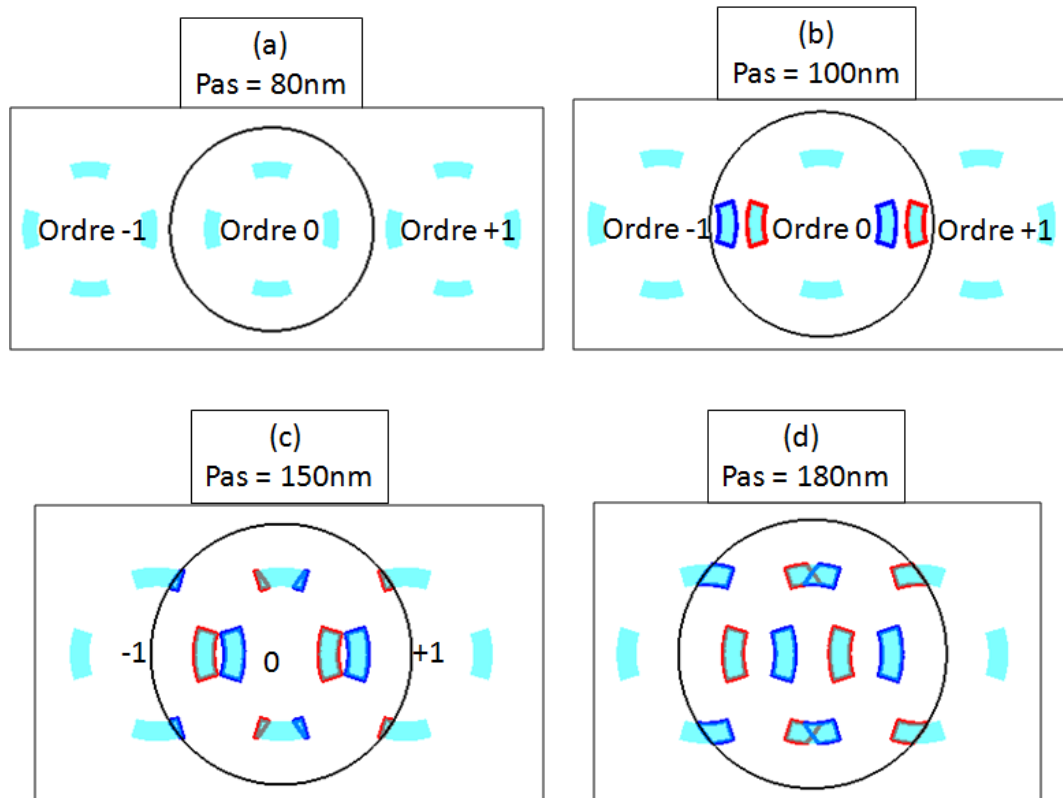 (a)
Pas = 80nm
Ordre -1
Ordre 0
Ordre +1
(b)
Pas = 100nm
Ordre -1
Ordre 0
Ordre +1
(c)
Pas = 150nm
-1
0
+1
(d)
Pas = 180nm